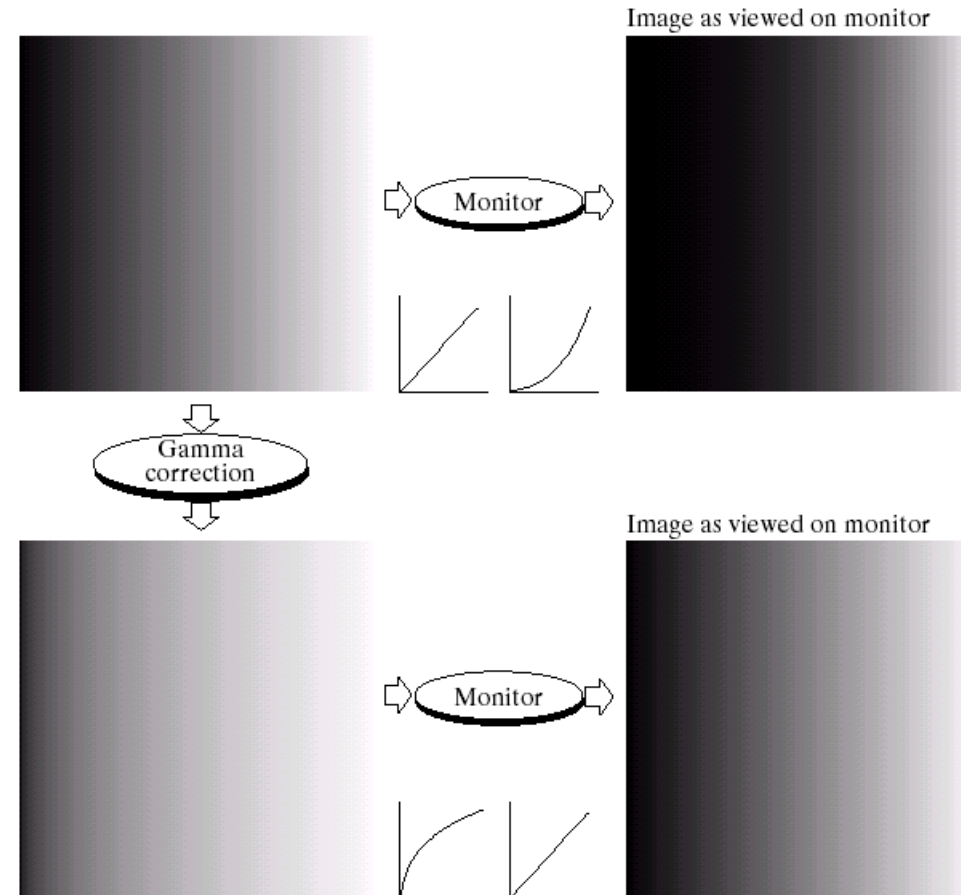 Image as viewed on monitor
Monitor
Gamma
correction
Image as viewed on monitor
Monitor